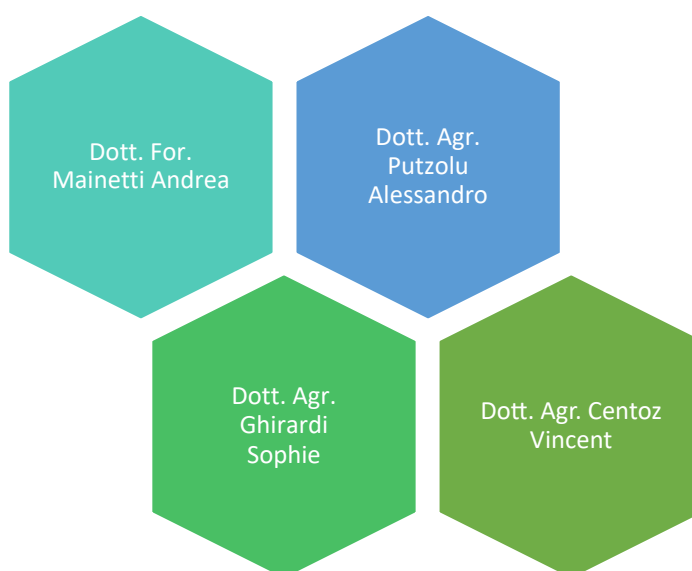 Dott. For.
Mainetti Andrea
Dott. Agr.
Putzolu
Alessandro
Dott. Agr.
Ghirardi
Sophie
Dott. Agr. Centoz
Vincent